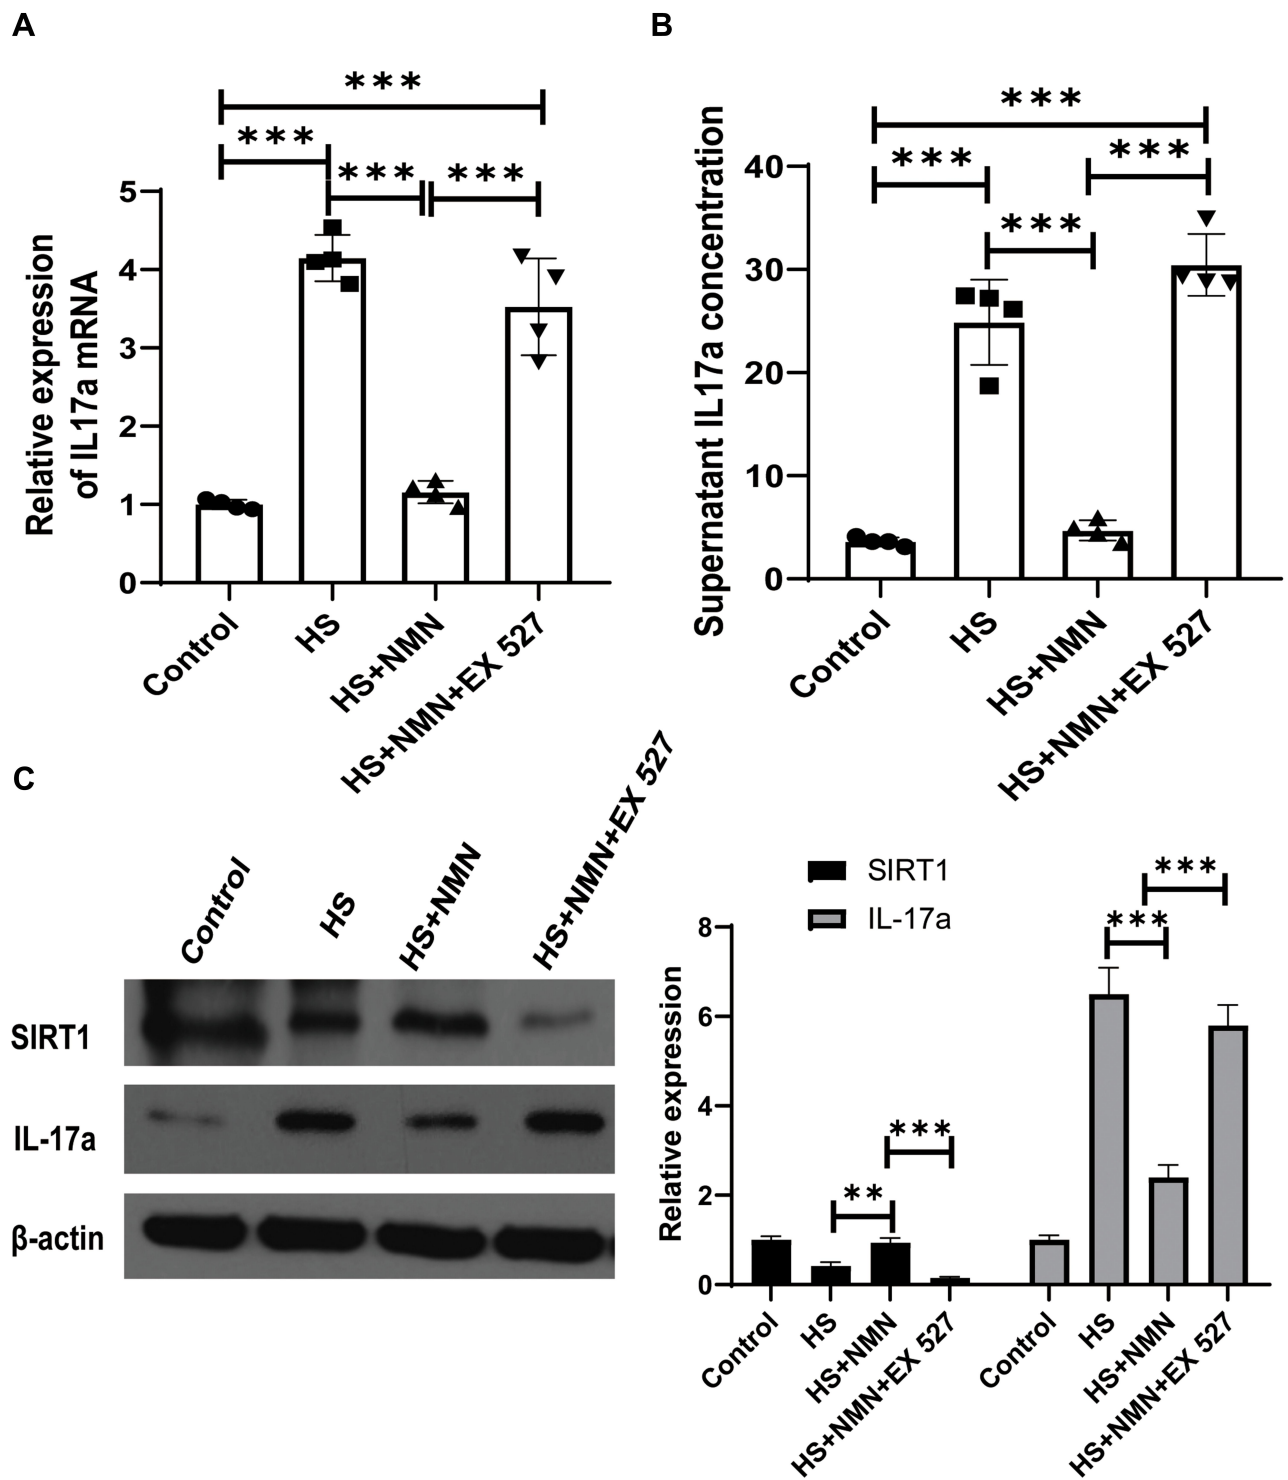 A
***
***
***
***
Relative expression
of IL17a mRNA
5
4
3
2
1
0
Control
HS
HS+NMN
HS+NMN+EX 527
B
***
***
***
***
Supernatant IL17a concentration
40
30
20
10
0
Control
HS
HS+NMN
HS+NMN+EX 527
C
Control
HS
HS+NMN
HS+NMN+EX 527
SIRT1
IL-17a
β-actin
SIRT1
IL-17a
***
***
***
**
Relative expression
8
6
4
2
0
Control
HS
HS+NMN
HS+NMN+EX 527
Control
HS
HS+NMN
HS+NMN+EX 527